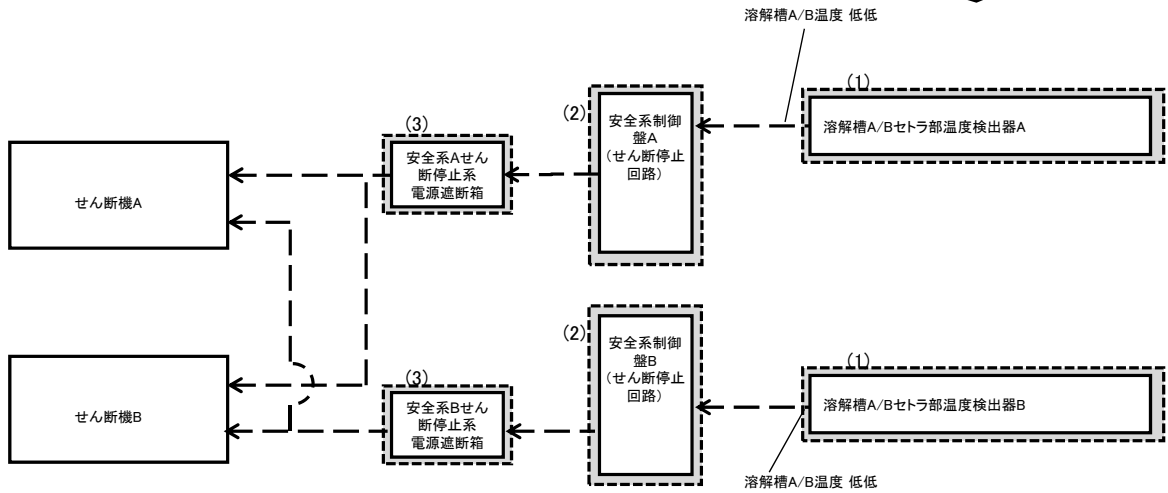 溶解槽A/B温度 低低
(1)
溶解槽A/Bセトラ部温度検出器A
(2)
安全系制御
盤A
(せん断停止
回路)
(3)
安全系Aせん
断停止系
電源遮断箱
せん断機A
(1)
溶解槽A/Bセトラ部温度検出器B
(2)
安全系制御
盤B
(せん断停止
回路)
(3)
安全系Bせん
断停止系
電源遮断箱
せん断機B
溶解槽A/B温度 低低